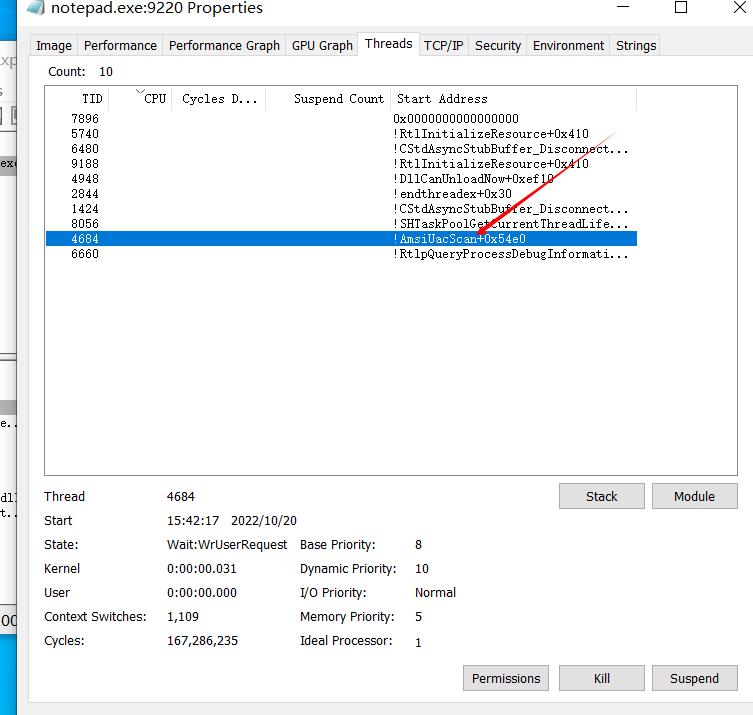 notepad.exe:9220 Properties
Image Performance Performance Graph GPU Graph Threads TCP/IP Security Environment Strings
Count: 10
TID CPU Cycles D... Suspend Count Start Address
7896 0x0000000000000000
5740 !RtlInitializeResource+0x410
6480 !CStdAsyncStubBuffer_Disconnect...
9188 !RtlInitializeResource+0x410
4948 !DllCanUnloadNow+0xef10
2844 !endthreadex+0x30
1424 !CStdAsyncStubBuffer_Disconnect...
8056 !SHTaskPoolGetCurrentThreadLife...
4684 !AmsiUacScan+0x54e0
6660 !RtlpQueryProcessDebugInformati...
Thread 4684 Stack Module
Start 15:42:17 2022/10/20
State: Wait:WrUserRequest Base Priority: 8
Kernel 0:00:00.031 Dynamic Priority: 10
User 0:00:00.000 I/O Priority: Normal
Context Switches: 1,109 Memory Priority: 5
Cycles: 167,286,235 Ideal Processor: 1
Permissions Kill Suspend